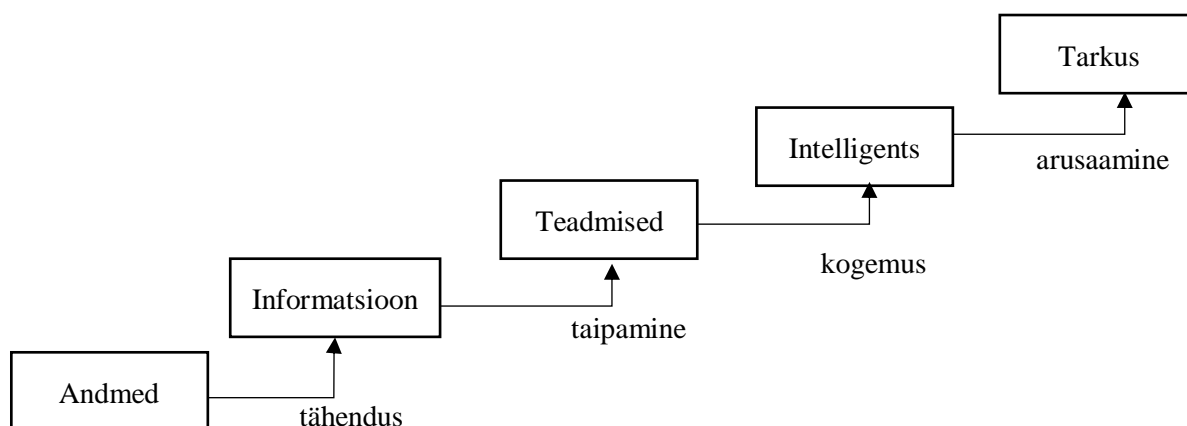 Tarkus
Intelligents
arusaamine
Teadmised
kogemus
Informatsioon
taipamine
Andmed
tähendus